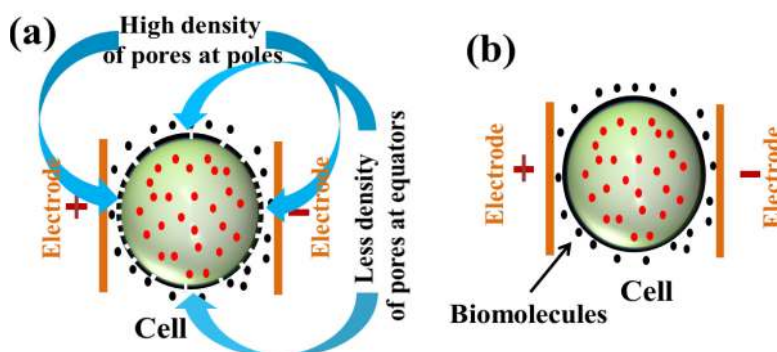 (a)
High density
of pores at poles
Electrode
+
-
Electrode
Less density
of pores at equators
Cell
(b)
Electrode
+
-
Electrode
Biomolecules
Cell